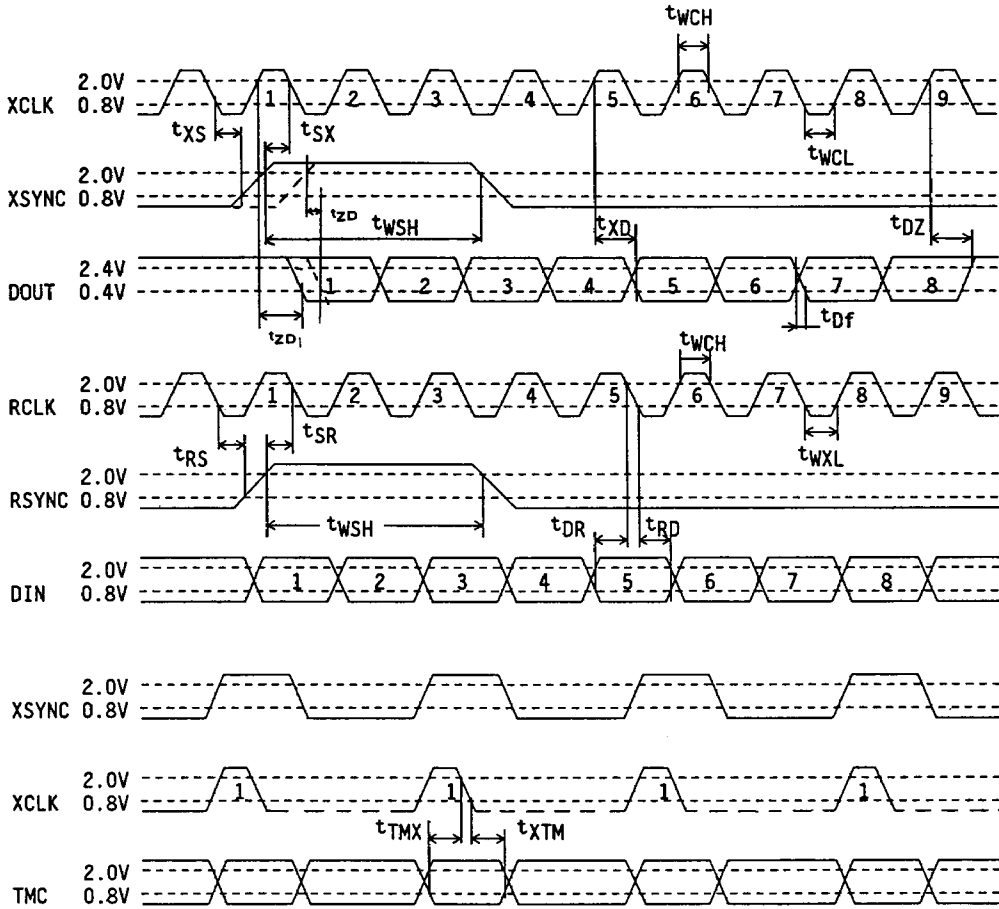 tWCH
2.0V
XCLK 0.8V 1 2 3 4 5 6 7 8 9
tXS tSX tWCL
2.0V
XSYNC 0.8V
tZD tWSH tXD tDZ
2.4V
DOUT 0.4V 1 2 3 4 5 6 7 8
tZD1 tDf
tWCH
2.0V
RCLK 0.8V 1 2 3 4 5 6 7 8 9
tRS tSR tWXL
2.0V
RSYNC 0.8V
tWSH tDR tRD
2.0V
DIN 0.8V 1 2 3 4 5 6 7 8
2.0V
XSYNC 0.8V
2.0V
XCLK 0.8V 1 1 1 1
tTMX tXTM
2.0V
TMC 0.8V